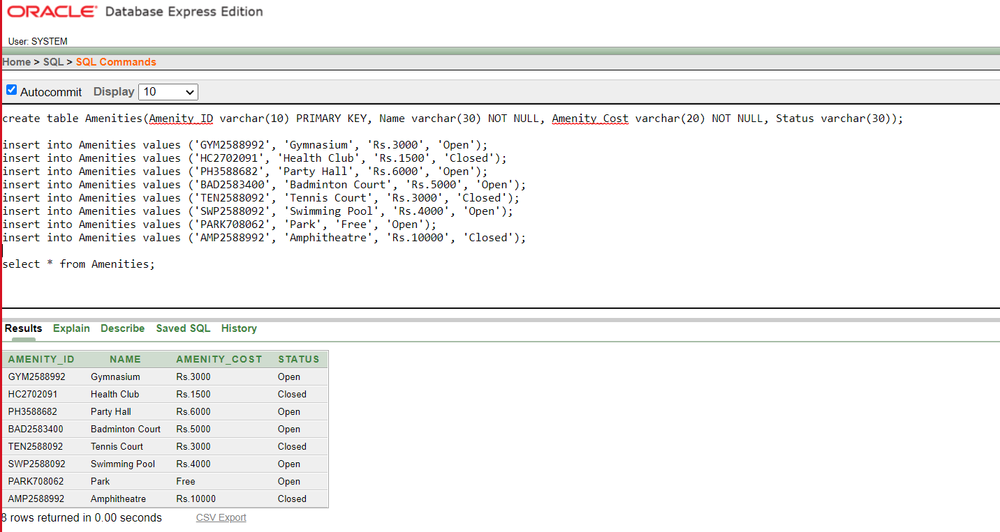 ORACLE® Database Express Edition
User: SYSTEM
Home > SQL > SQL Commands
Autocommit Display 10
create table Amenities(Amenity_ID varchar(10) PRIMARY KEY, Name varchar(30) NOT NULL, Amenity_Cost varchar(20) NOT NULL, Status varchar(30));
insert into Amenities values ('GYM2588992', 'Gymnasium', 'Rs.3000', 'Open');
insert into Amenities values ('HC2702091', 'Health Club', 'Rs.1500', 'Closed');
insert into Amenities values ('PH3588682', 'Party Hall', 'Rs.6000', 'Open');
insert into Amenities values ('BAD2583400', 'Badminton Court', 'Rs.5000', 'Open');
insert into Amenities values ('TEN2588092', 'Tennis Court', 'Rs.3000', 'Closed');
insert into Amenities values ('SWP2588092', 'Swimming Pool', 'Rs.4000', 'Open');
insert into Amenities values ('PARK708062', 'Park', 'Free', 'Open');
insert into Amenities values ('AMP2588992', 'Amphitheatre', 'Rs.10000', 'Closed');
select * from Amenities;
Results Explain Describe Saved SQL History
AMENITY_ID NAME AMENITY_COST STATUS
GYM2588992 Gymnasium Rs.3000 Open
HC2702091 Health Club Rs.1500 Closed
PH3588682 Party Hall Rs.6000 Open
BAD2583400 Badminton Court Rs.5000 Open
TEN2588092 Tennis Court Rs.3000 Closed
SWP2588092 Swimming Pool Rs.4000 Open
PARK708062 Park Free Open
AMP2588992 Amphitheatre Rs.10000 Closed
8 rows returned in 0.00 seconds CSV Export